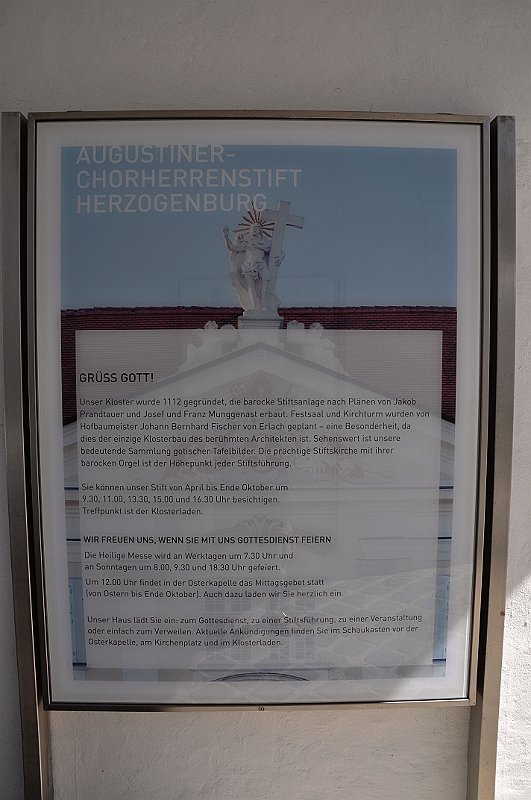 AUGUSTINER-
CHORHERRENSTIFT
HERZOGENBURG
GRÜSS GOTT!
Unser Kloster wurde 1112 gegründet, die barocke Stiftsanlage nach Plänen von Jakob
Prandtauer und Josef und Franz Munggenast erbaut. Festsaal und Kirchturm wurden von
Hofbaumeister Johann Bernhard Fischer von Erlach geplant – eine Besonderheit, da
dies der einzige Klosterbau des berühmten Architekten ist. Sehenswert ist unsere
bedeutende Sammlung gotischer Tafelbilder. Die prächtige Stiftskirche mit ihrer
barocken Orgel ist der Höhepunkt jeder Stiftsführung.
Sie können unser Stift von April bis Ende Oktober um
9.30, 11.00, 13.30, 15.00 und 16.30 Uhr besichtigen.
Treffpunkt ist der Klosterladen.
WIR FREUEN UNS, WENN SIE MIT UNS GOTTESDIENST FEIERN
Die Heilige Messe wird an Werktagen um 7.30 Uhr und
an Sonntagen um 8.00, 9.30 und 18.30 Uhr gefeiert.
Um 12.00 Uhr findet in der Osterkapelle das Mittagsgebet statt
(von Ostern bis Ende Oktober). Auch dazu laden wir Sie herzlich ein.
Unser Haus lädt Sie ein: zum Gottesdienst, zu einer Stiftsführung, zu einer Veranstaltung
oder einfach zum Verweilen. Aktuelle Ankündigungen finden Sie im Schaukasten vor der
Osterkapelle, am Kirchenplatz und im Klosterladen.